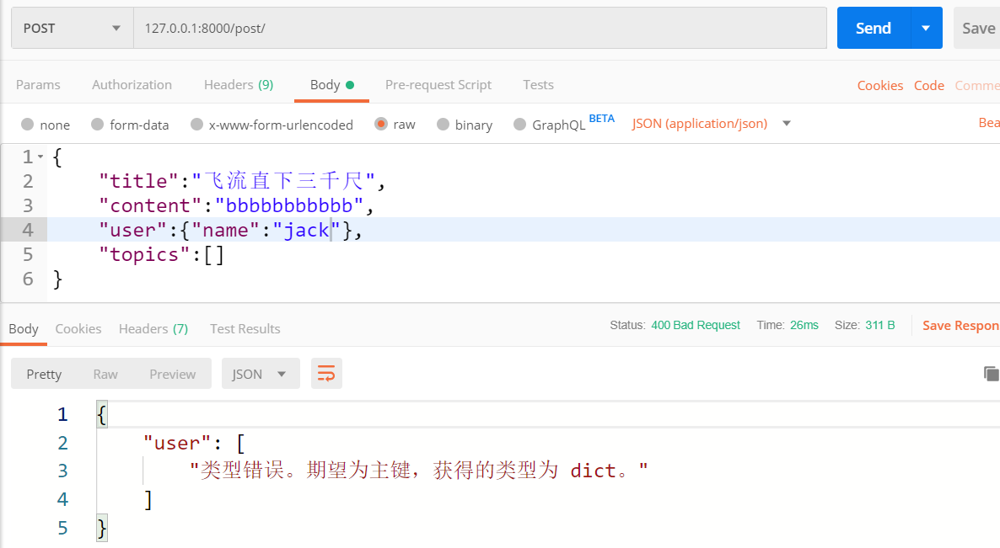 POST 127.0.0.1:8000/post/ Send Save
Params Authorization Headers (9) Body Pre-request Script Tests Cookies Code Comme
none form-data x-www-form-urlencoded raw binary GraphQL BETA JSON (application/json) Bea
1 {
2 "title":"飞流直下三千尺",
3 "content":"bbbbbbbbbbb",
4 "user":{"name":"jack"},
5 "topics":[]
6 }
Body Cookies Headers (7) Test Results Status: 400 Bad Request Time: 26ms Size: 311 B Save Respon
Pretty Raw Preview JSON
1 {
2 "user": [
3 "类型错误。期望为主键，获得的类型为 dict。"
4 ]
5 }